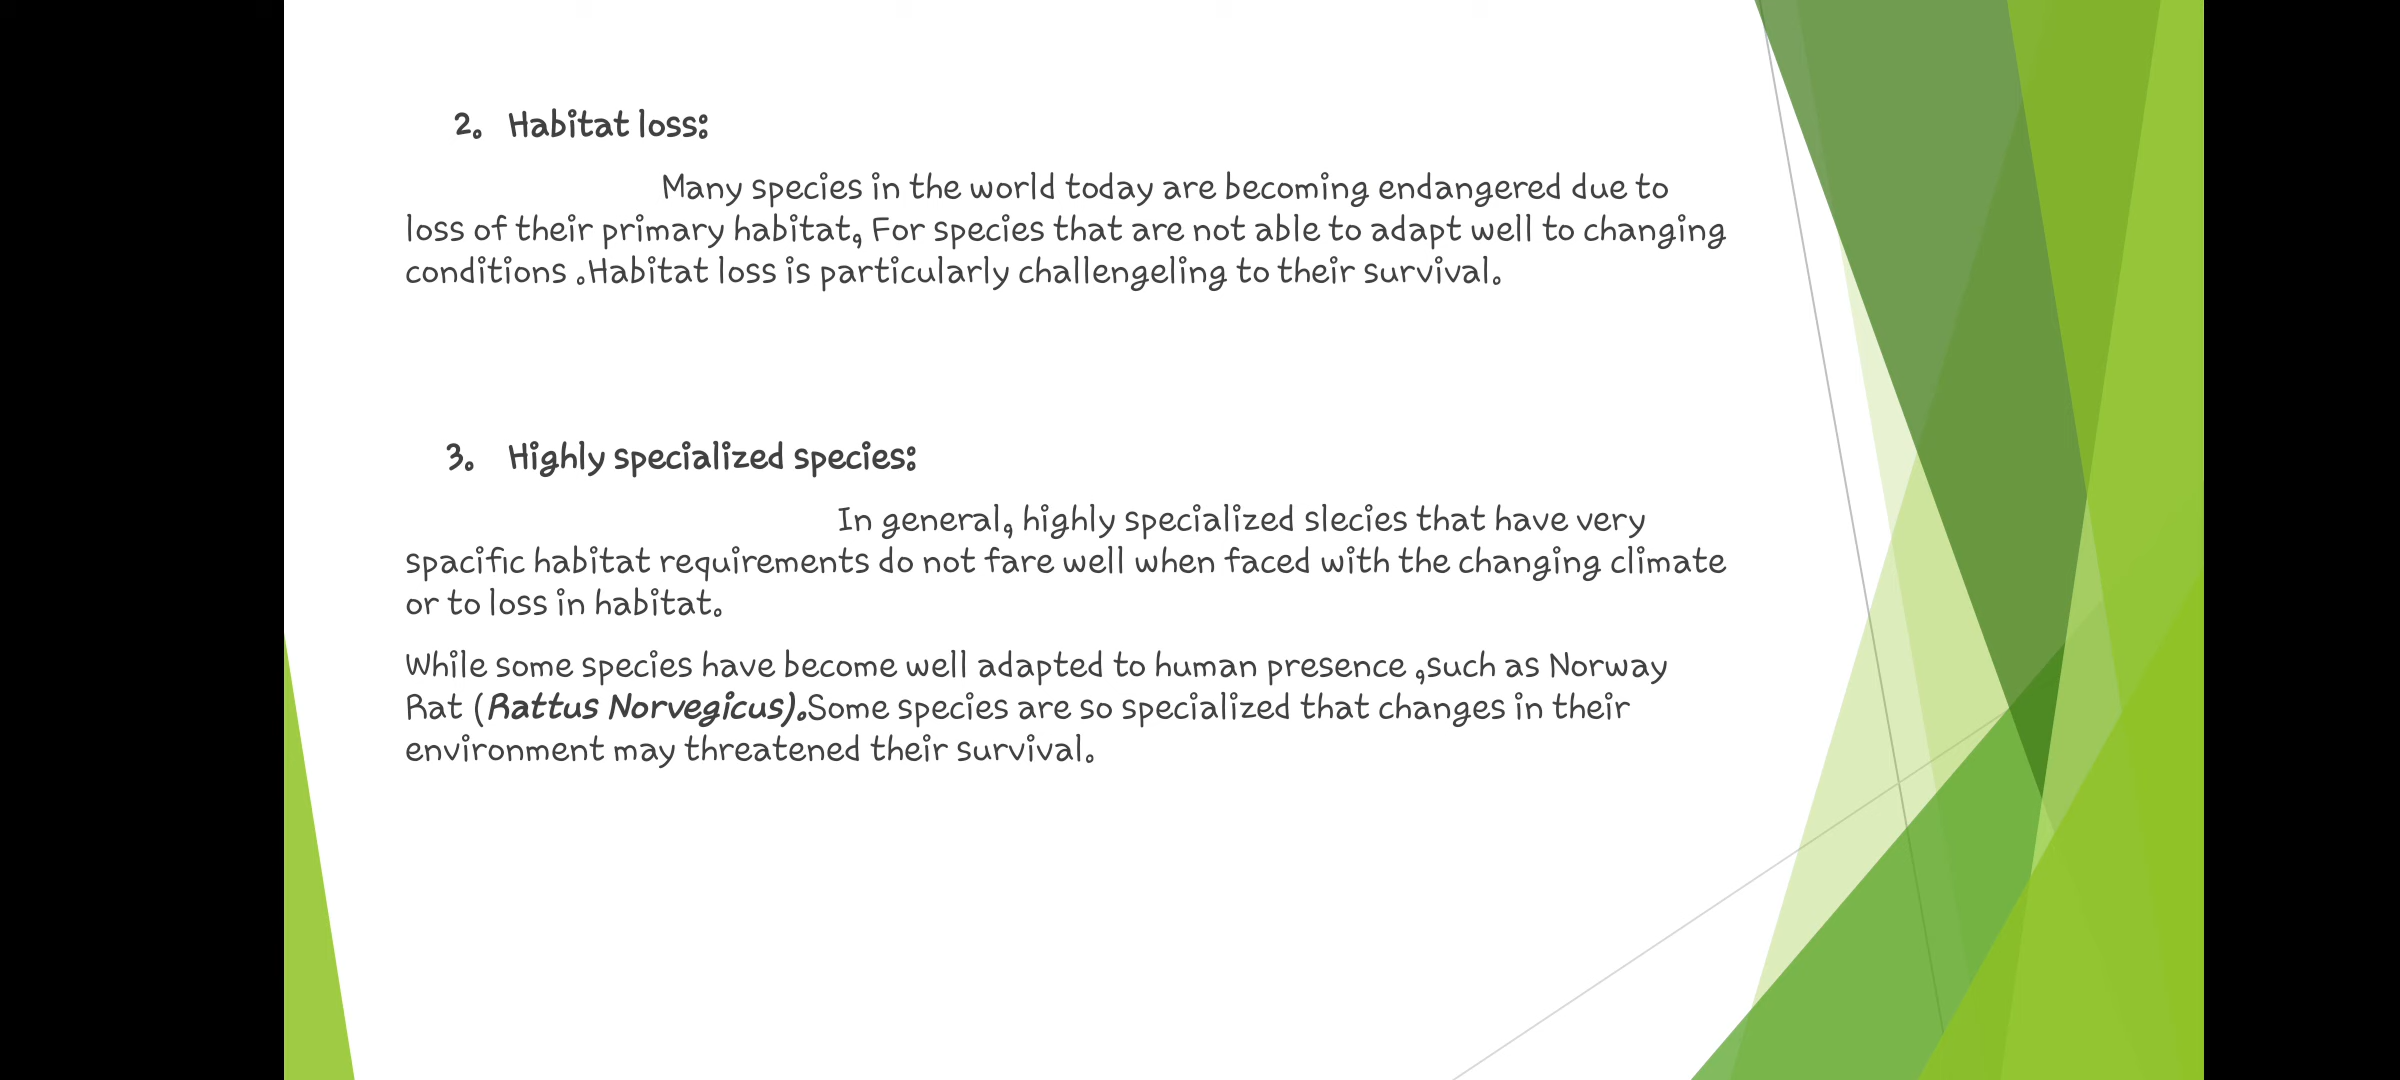 2. Habitat loss:
Many species in the world today are becoming endangered due to
loss of their primary habitat, For species that are not able to adapt well to changing
conditions .Habitat loss is particularly challengeling to their survival.
3. Highly specialized species:
In general, highly specialized slecies that have very
spacific habitat requirements do not fare well when faced with the changing climate
or to loss in habitat.
While some species have become well adapted to human presence ,such as Norway
Rat (Rattus Norvegicus).Some species are so specialized that changes in their
environment may threatened their survival.